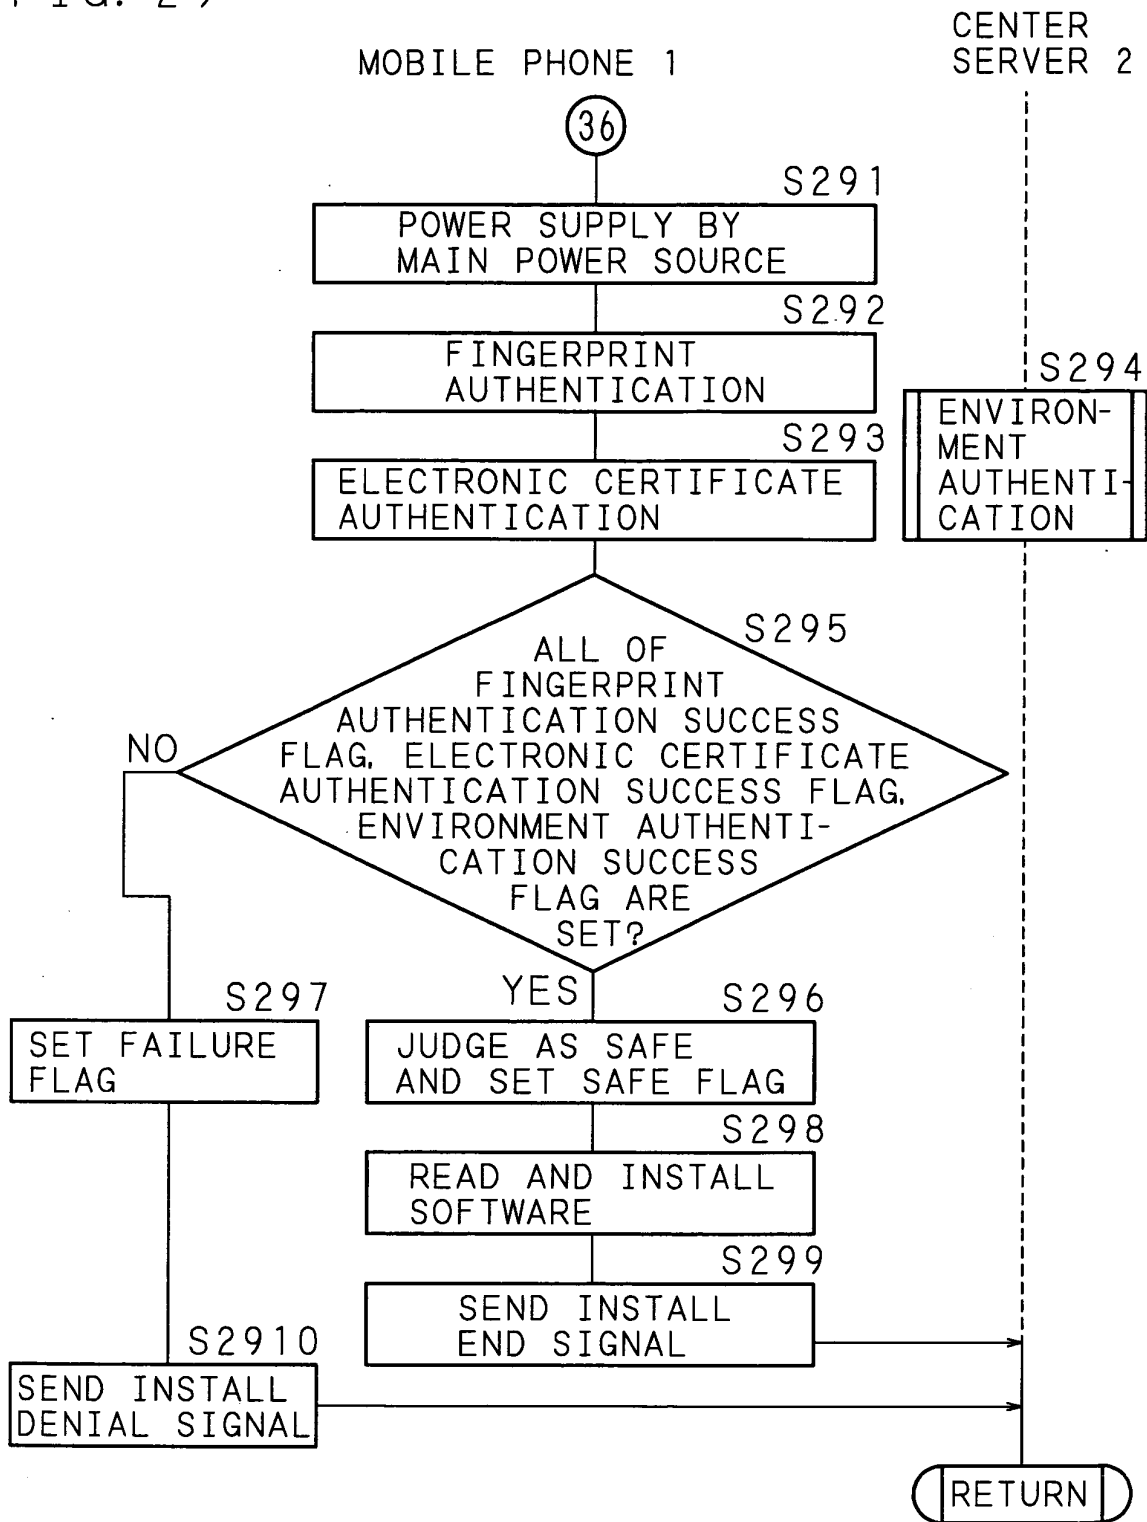 FIG. 29
CENTER
SERVER 2
MOBILE PHONE 1
36
S291
POWER SUPPLY BY
MAIN POWER SOURCE
S292
FINGERPRINT
AUTHENTICATION
S294
ENVIRON-
MENT
AUTHENTI-
CATION
S293
ELECTRONIC CERTIFICATE
AUTHENTICATION
S295
ALL OF
FINGERPRINT
AUTHENTICATION SUCCESS
FLAG, ELECTRONIC CERTIFICATE
AUTHENTICATION SUCCESS FLAG,
ENVIRONMENT AUTHENTI-
CATION SUCCESS
FLAG ARE
SET?
NO
YES
S297
SET FAILURE
FLAG
S296
JUDGE AS SAFE
AND SET SAFE FLAG
S298
READ AND INSTALL
SOFTWARE
S299
SEND INSTALL
END SIGNAL
S2910
SEND INSTALL
DENIAL SIGNAL
RETURN